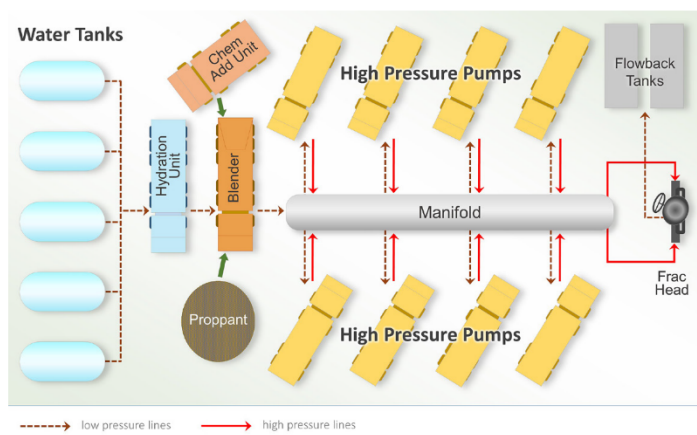 Water Tanks
Chem
Add Unit
High Pressure Pumps
Flowback
Tanks
Hydration
Unit
Blender
Manifold
Proppant
Frac
Head
High Pressure Pumps
low pressure lines
high pressure lines